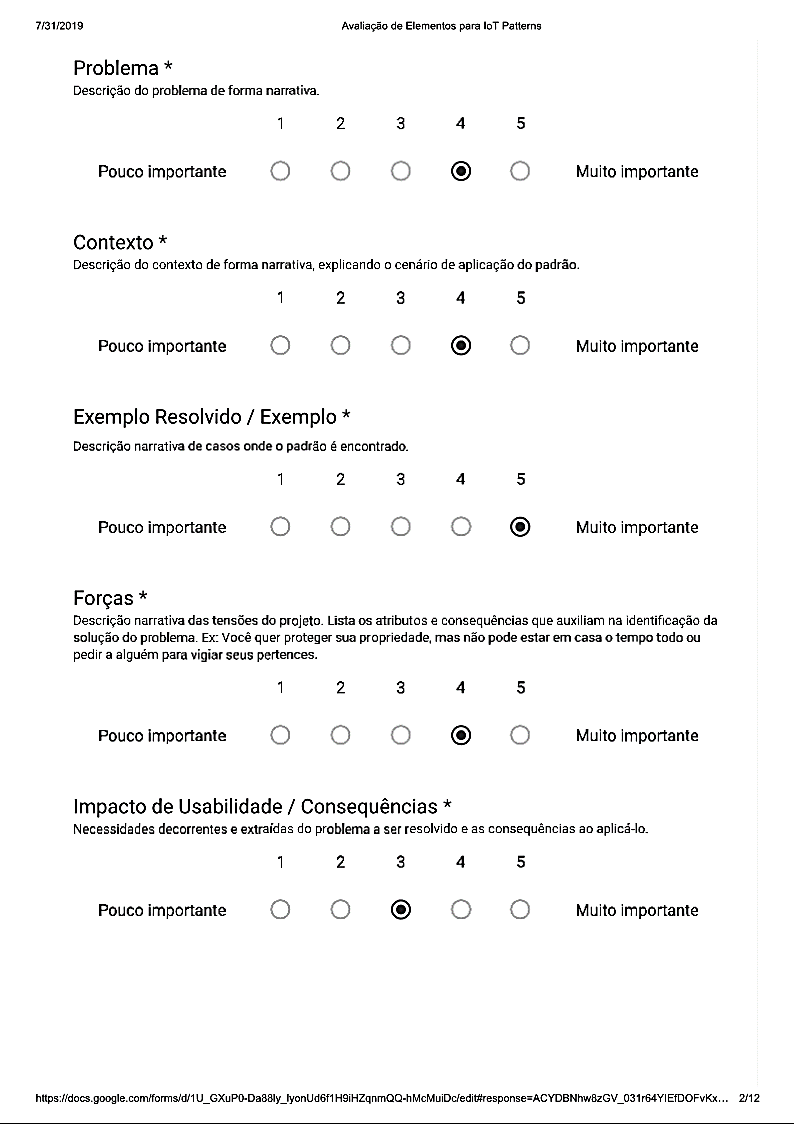 7/31/2019 Avaliação de Elementos para IoT Patterns
Problema *
Descrição do problema de forma narrativa.
1 2 3 4 5
Pouco importante Muito importante
Contexto *
Descrição do contexto de forma narrativa, explicando o cenário de aplicação do padrão.
1 2 3 4 5
Pouco importante Muito importante
Exemplo Resolvido / Exemplo *
Descrição narrativa de casos onde o padrão é encontrado.
1 2 3 4 5
Pouco importante Muito importante
Forças *
Descrição narrativa das tensões do projeto. Lista os atributos e consequências que auxiliam na identificação da
solução do problema. Ex: Você quer proteger sua propriedade, mas não pode estar em casa o tempo todo ou
pedir a alguém para vigiar seus pertences.
1 2 3 4 5
Pouco importante Muito importante
Impacto de Usabilidade / Consequências *
Necessidades decorrentes e extraídas do problema a ser resolvido e as consequências ao aplicá-lo.
1 2 3 4 5
Pouco importante Muito importante
https://docs.google.com/forms/d/1U_GXuP0-Da88ly_lyonUd6f1H9iHZqnmQQ-hMcMuiDc/edit#response=ACYDBNhw8zGV_031r64YlEfDOFvKx... 2/12